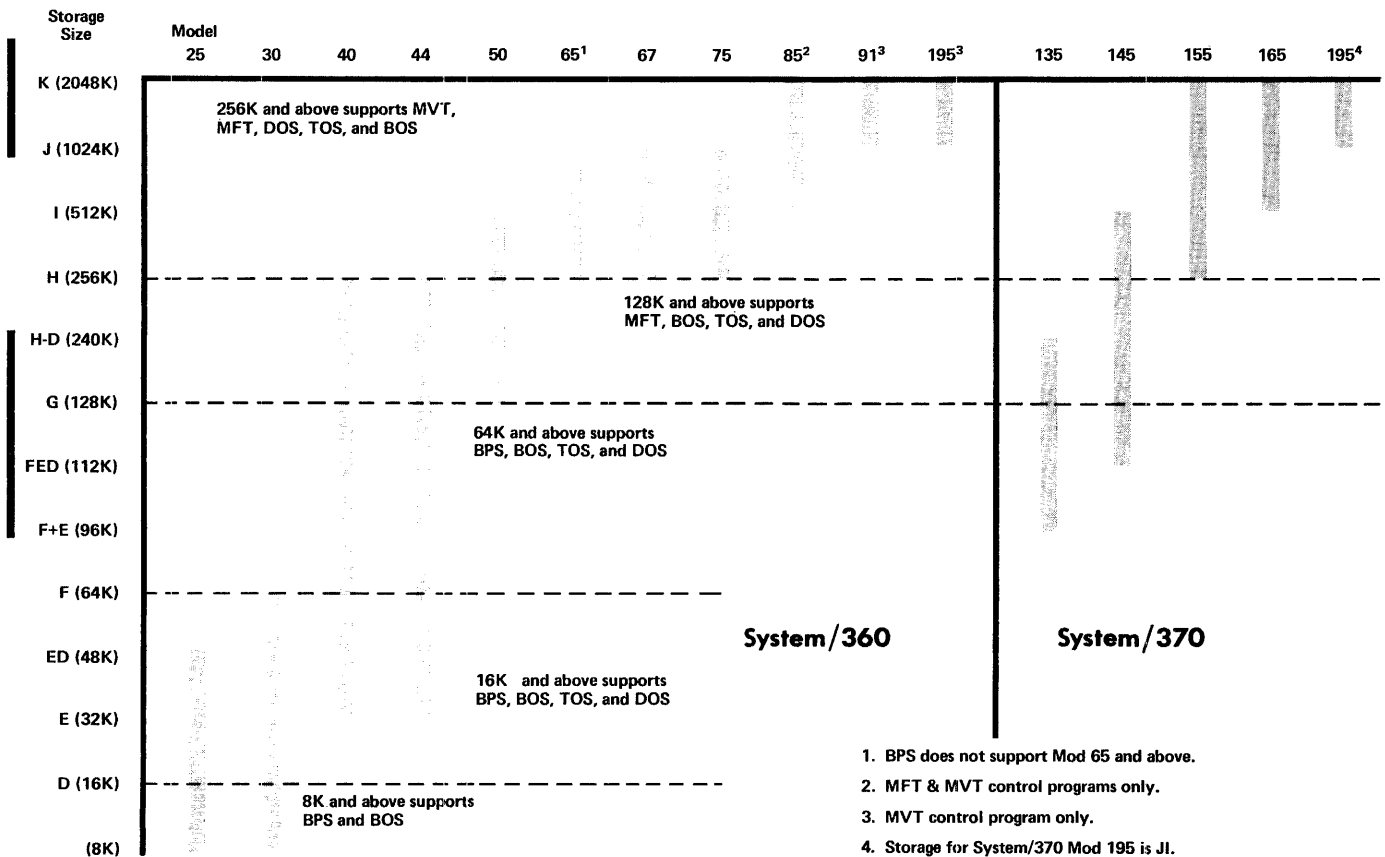 Storage
Size
Model
25 30 40 44 50 65¹ 67 75 85² 91³ 195³ 135 145 155 165 195⁴
K (2048K)
256K and above supports MVT,
MFT, DOS, TOS, and BOS
J (1024K)
I (512K)
H (256K)
128K and above supports
MFT, BOS, TOS, and DOS
H-D (240K)
G (128K)
64K and above supports
BPS, BOS, TOS, and DOS
FED (112K)
F+E (96K)
F (64K)
System/360 System/370
ED (48K)
16K and above supports
BPS, BOS, TOS, and DOS
E (32K)
D (16K)
8K and above supports
BPS and BOS
(8K)
1. BPS does not support Mod 65 and above.
2. MFT & MVT control programs only.
3. MVT control program only.
4. Storage for System/370 Mod 195 is JI.